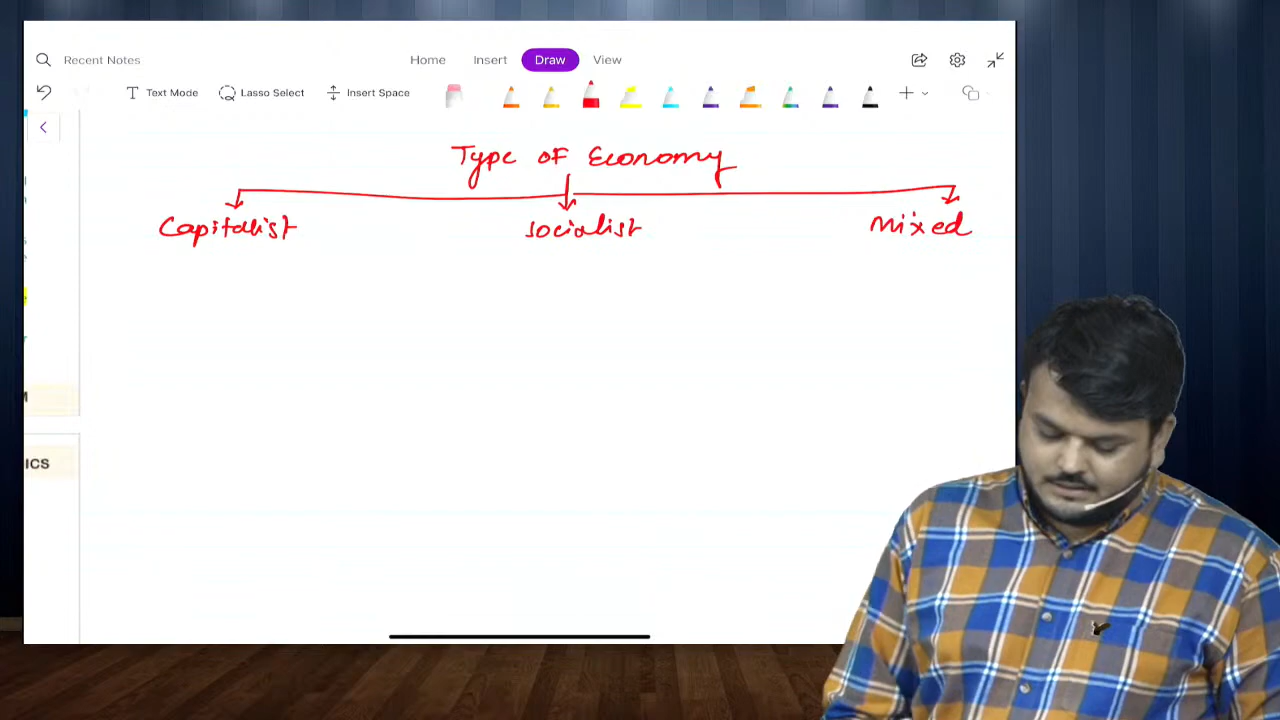 Recent Notes
Home Insert Draw View
Text Mode Lasso Select Insert Space
Type of Economy
Capitalist socialist mixed
ICS